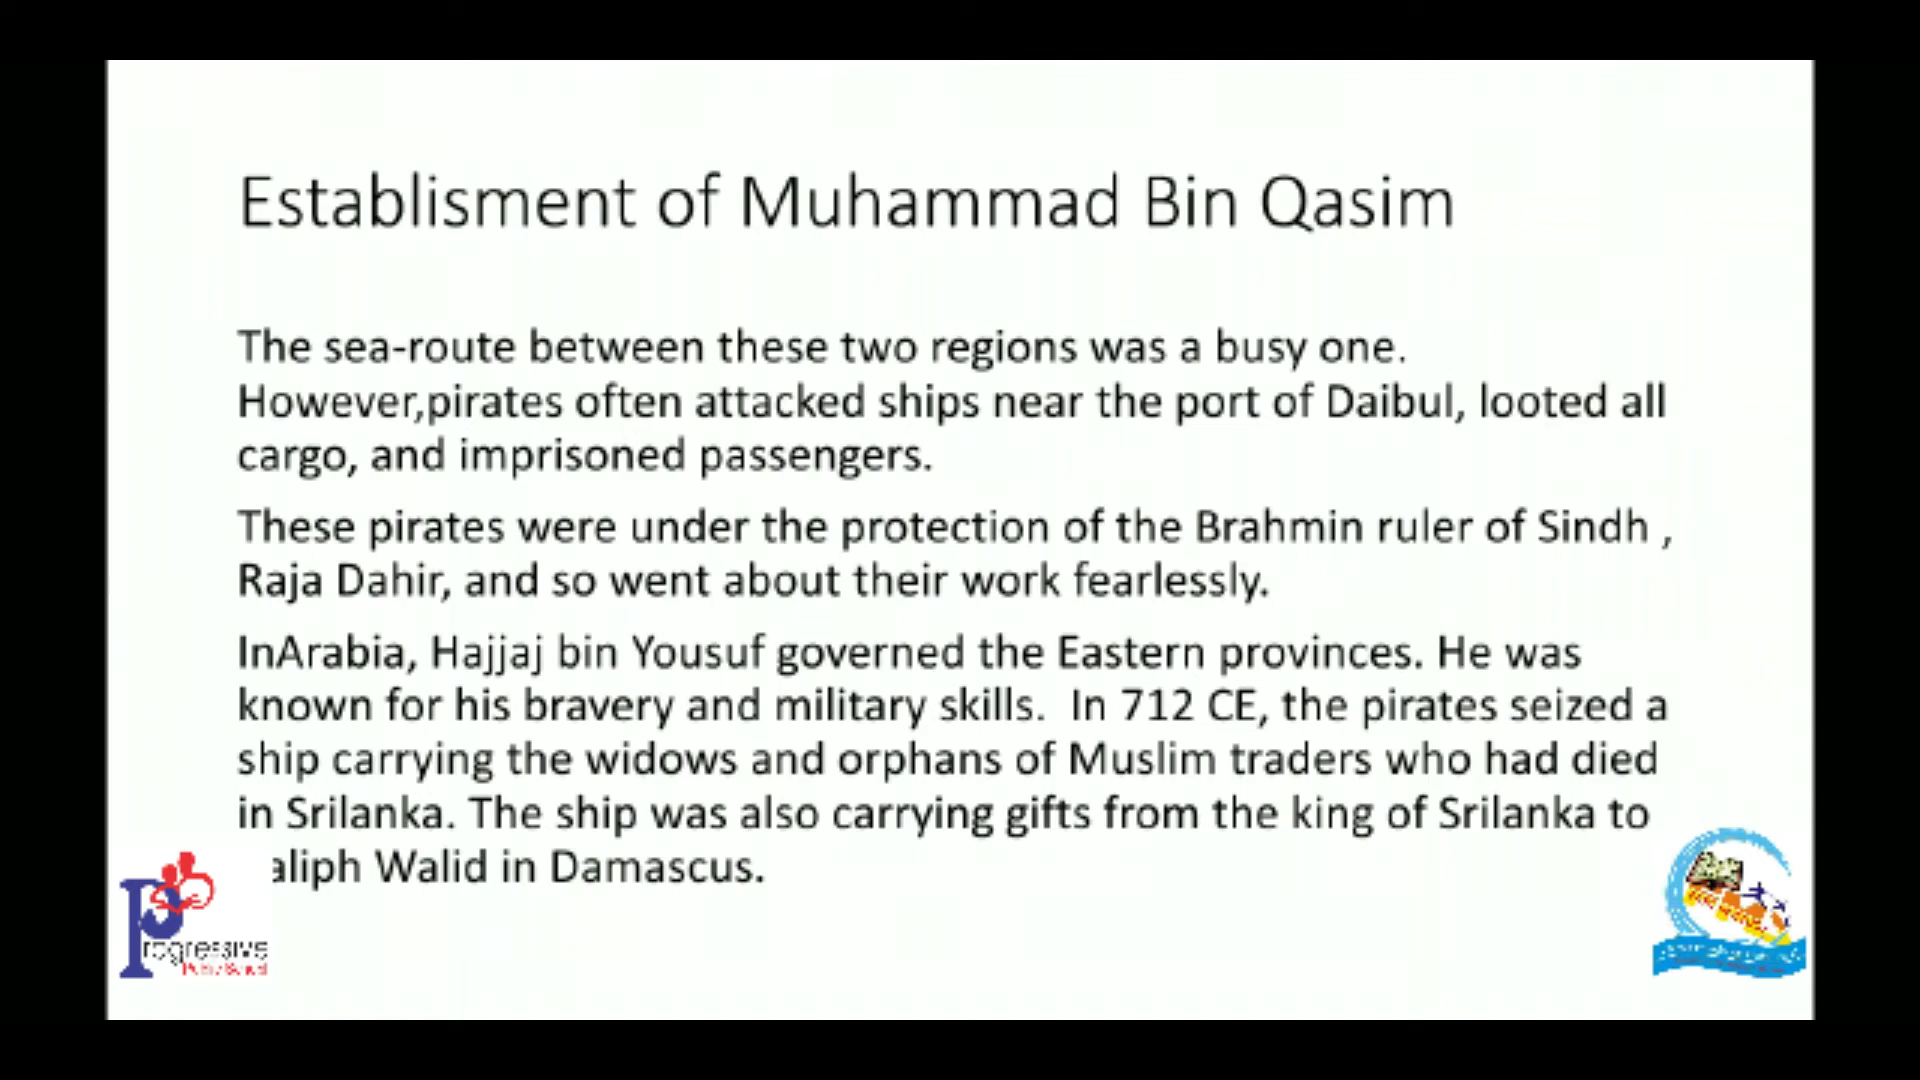 Establisment of Muhammad Bin Qasim
The sea-route between these two regions was a busy one.
However,pirates often attacked ships near the port of Daibul, looted all
cargo, and imprisoned passengers.
These pirates were under the protection of the Brahmin ruler of Sindh ,
Raja Dahir, and so went about their work fearlessly.
InArabia, Hajjaj bin Yousuf governed the Eastern provinces. He was
known for his bravery and military skills.  In 712 CE, the pirates seized a
ship carrying the widows and orphans of Muslim traders who had died
in Srilanka. The ship was also carrying gifts from the king of Srilanka to
aliph Walid in Damascus.
Progressive
Public School